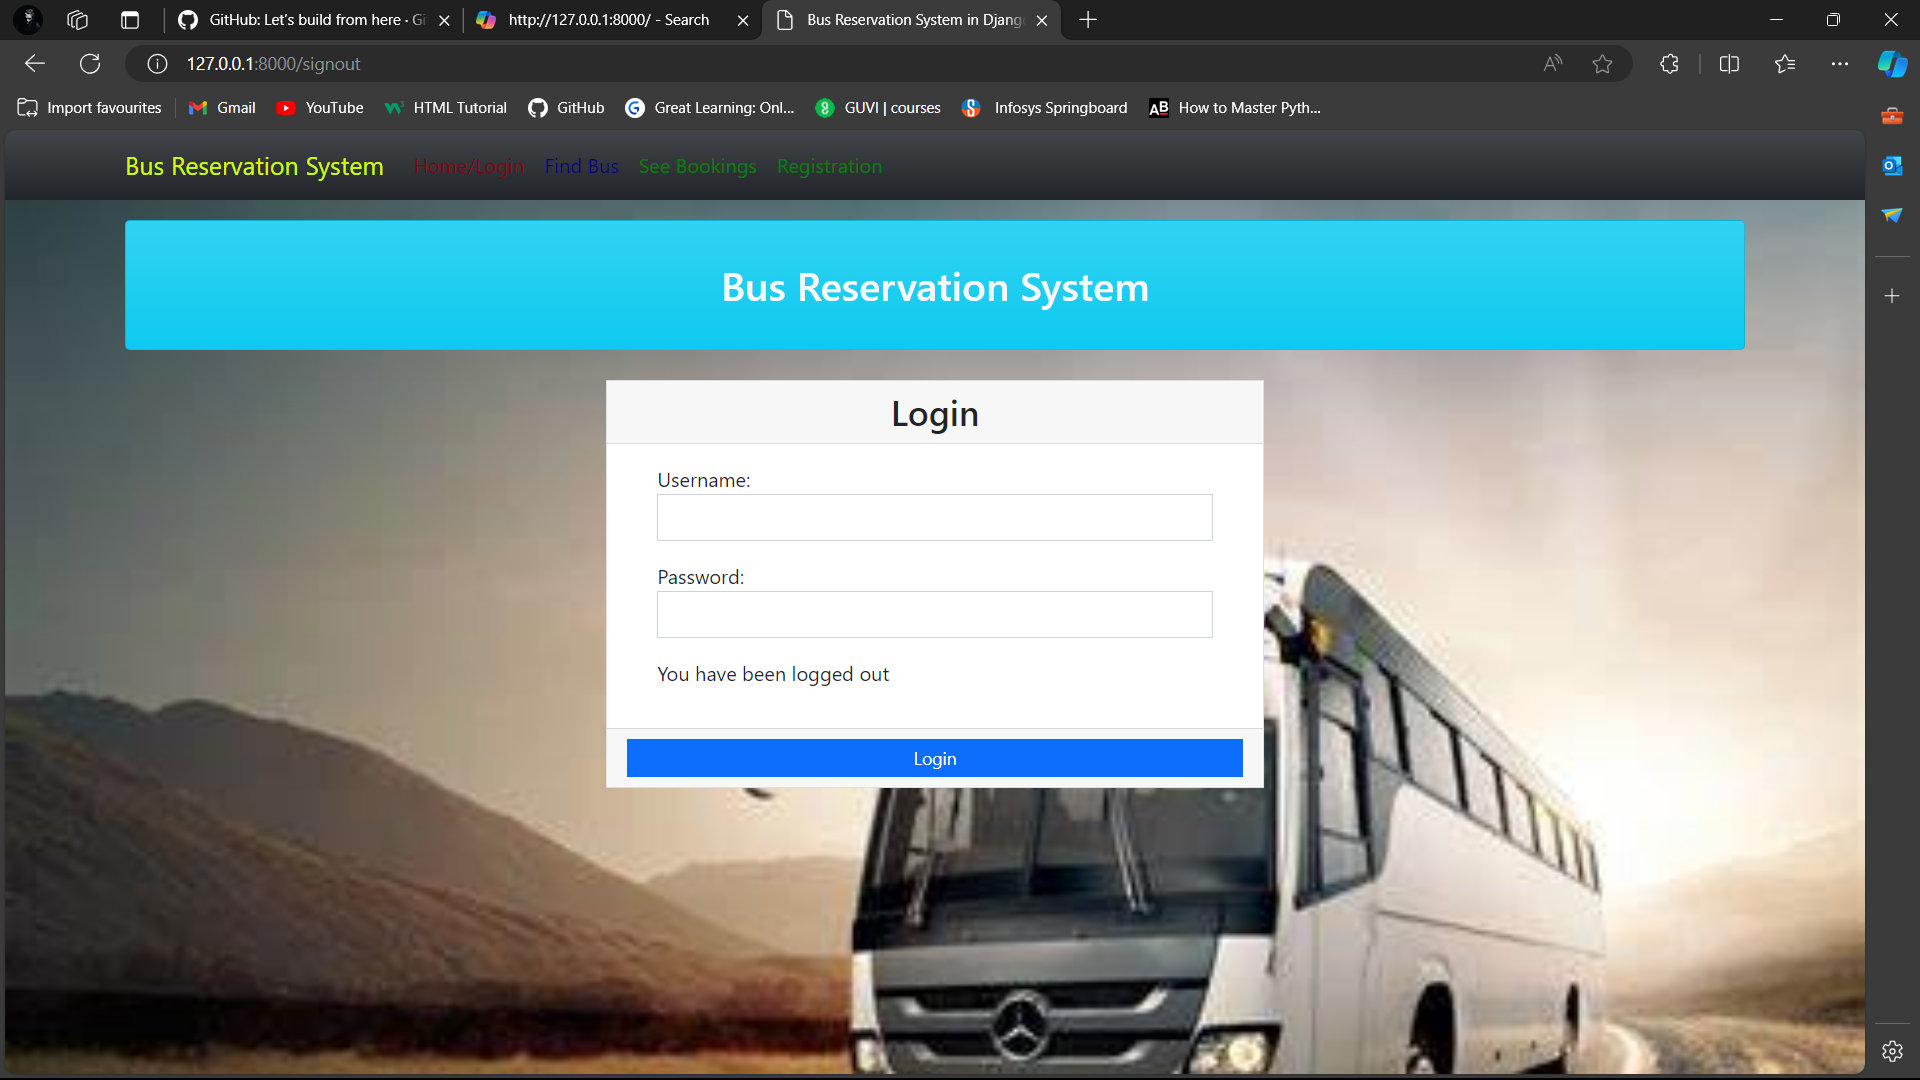 GitHub: Let's build from here · Gi
http://127.0.0.1:8000/ - Search
Bus Reservation System in Djang
127.0.0.1:8000/signout
Import favourites
Gmail
YouTube
HTML Tutorial
GitHub
Great Learning: Onl...
GUVI | courses
Infosys Springboard
AB
How to Master Pyth...
Bus Reservation System
Home/Login
Find Bus
See Bookings
Registration
Bus Reservation System
Login
Username:
Password:
You have been logged out
Login